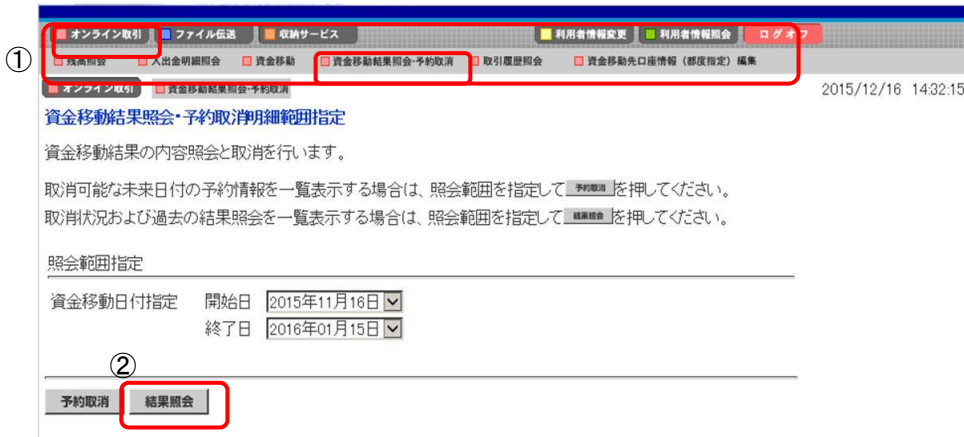 オンライン取引 ファイル伝送 収納サービス 利用者情報変更 利用者情報照会 ログオフ
① 残高照会 入出金明細照会 資金移動 資金移動結果照会・予約取消 取引履歴照会 資金移動先口座情報（都度指定）編集
オンライン取引 資金移動結果照会・予約取消 2015/12/16 14:32:15
資金移動結果照会・予約取消明細範囲指定
資金移動結果の内容照会と取消を行います。
取消可能な未来日付の予約情報を一覧表示する場合は、照会範囲を指定して 予約取消 を押してください。
取消状況および過去の結果照会を一覧表示する場合は、照会範囲を指定して 結果照会 を押してください。
照会範囲指定
資金移動日付指定 開始日 2015年11月16日
終了日 2016年01月15日
②
予約取消 結果照会